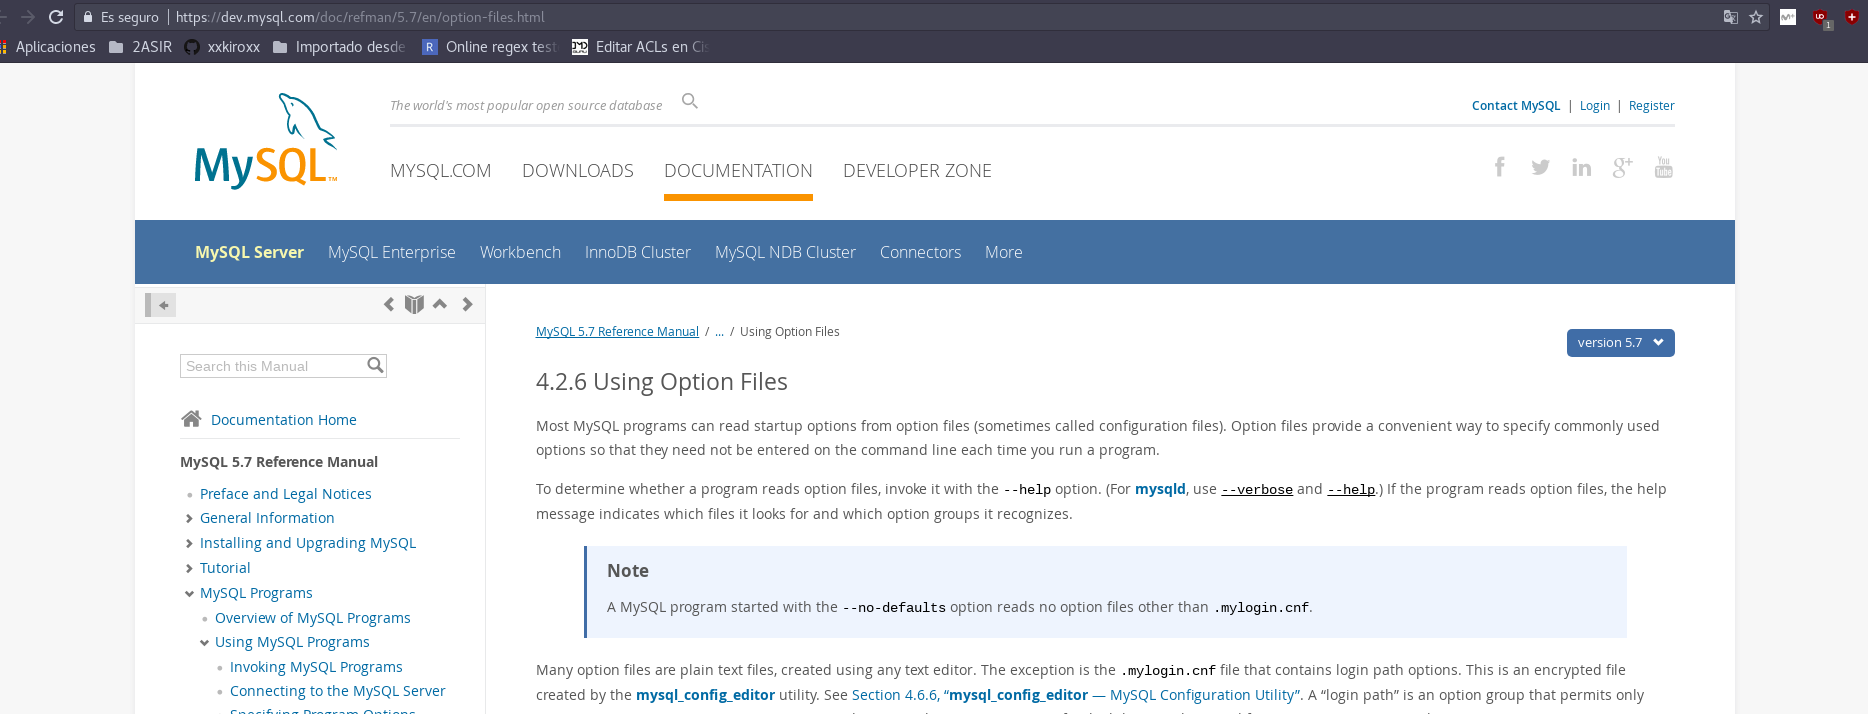 Es seguro | https://dev.mysql.com/doc/refman/5.7/en/option-files.html
1
Aplicaciones 2ASIR xxkiroxx Importado desde R Online regex test Editar ACLs en Cis
The world's most popular open source database
Contact MySQL | Login | Register
MySQL™
MYSQL.COM DOWNLOADS DOCUMENTATION DEVELOPER ZONE
MySQL Server MySQL Enterprise Workbench InnoDB Cluster MySQL NDB Cluster Connectors More
Search this Manual
Documentation Home
MySQL 5.7 Reference Manual
Preface and Legal Notices
General Information
Installing and Upgrading MySQL
Tutorial
MySQL Programs
Overview of MySQL Programs
Using MySQL Programs
Invoking MySQL Programs
Connecting to the MySQL Server
Specifying Program Options
MySQL 5.7 Reference Manual / ... / Using Option Files
version 5.7
4.2.6 Using Option Files
Most MySQL programs can read startup options from option files (sometimes called configuration files). Option files provide a convenient way to specify commonly used
options so that they need not be entered on the command line each time you run a program.
To determine whether a program reads option files, invoke it with the --help option. (For mysqld, use --verbose and --help.) If the program reads option files, the help
message indicates which files it looks for and which option groups it recognizes.
Note
A MySQL program started with the --no-defaults option reads no option files other than .mylogin.cnf.
Many option files are plain text files, created using any text editor. The exception is the .mylogin.cnf file that contains login path options. This is an encrypted file
created by the mysql_config_editor utility. See Section 4.6.6, “mysql_config_editor — MySQL Configuration Utility”. A “login path” is an option group that permits only